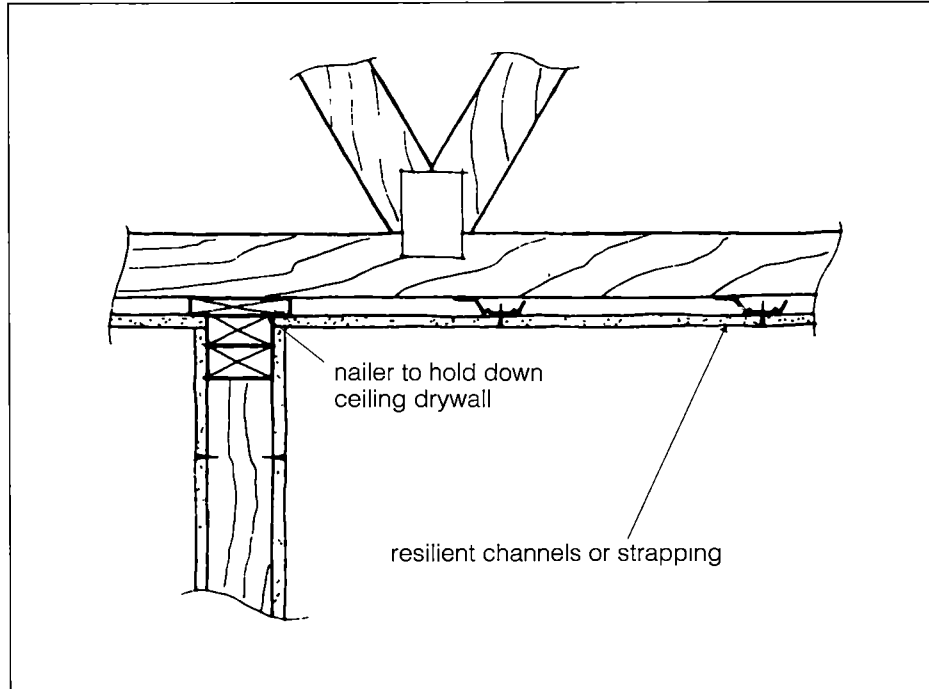 nailer to hold down
ceiling drywall
resilient channels or strapping